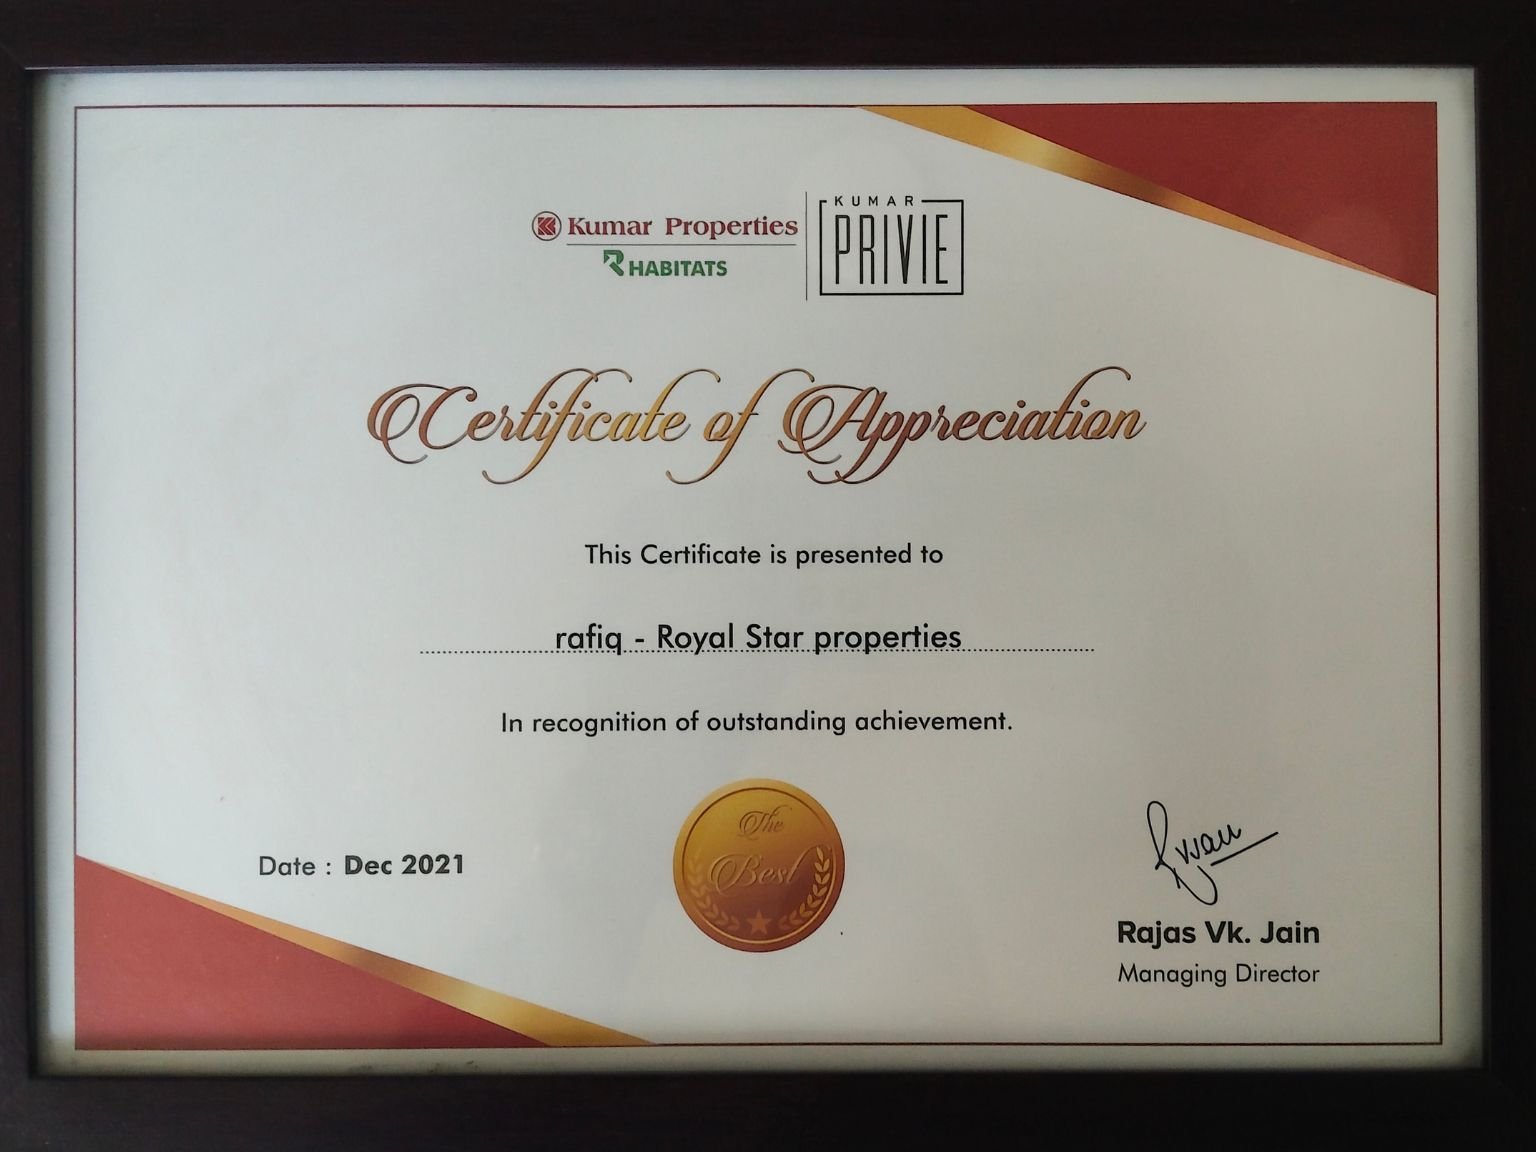 Kumar Properties
HABITATS
KUMAR
PRIVIE
Certificate of Appreciation
This Certificate is presented to
rafiq - Royal Star properties
In recognition of outstanding achievement.
The
Best
Date : Dec 2021
Rajas Vk. Jain
Managing Director